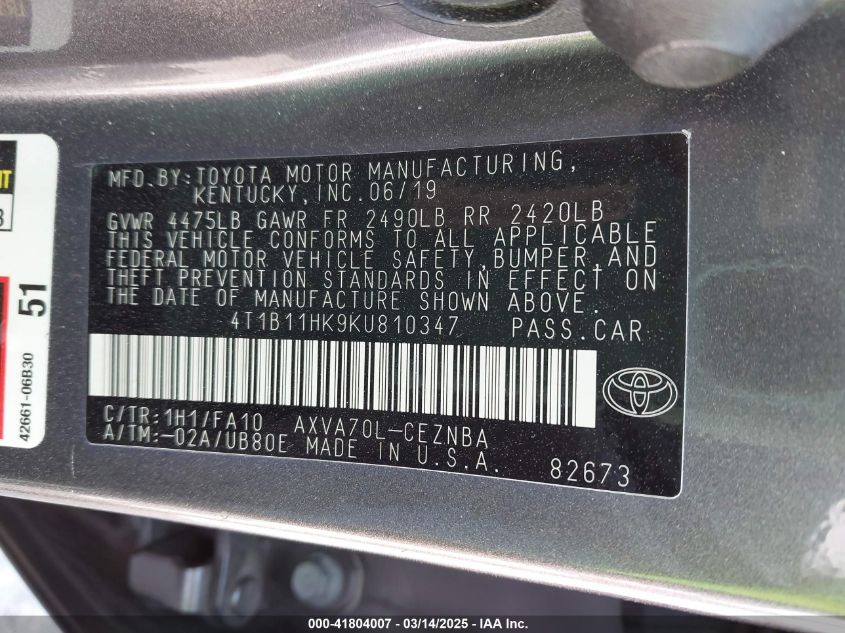 MFD.BY:TOYOTA MOTOR MANUFACTURING,
KENTUCKY,INC.06/19
GVWR 4475LB GAWR FR 2490LB RR 2420LB
THIS VEHICLE CONFORMS TO ALL APPLICABLE
FEDERAL MOTOR VEHICLE SAFETY,BUMPER,AND
THEFT PREVENTION STANDARDS IN EFFECT ON
THE DATE OF MANUFACTURE SHOWN ABOVE.
4T1B11HK9KU810347 PASS.CAR
C/TR:1H1/FA10 AXVA70L-CEZNBA
A/TM:-02A/UB80E MADE IN U.S.A.
82673
51
42661-06B30
000-41804007 - 03/14/2025 - IAA Inc.